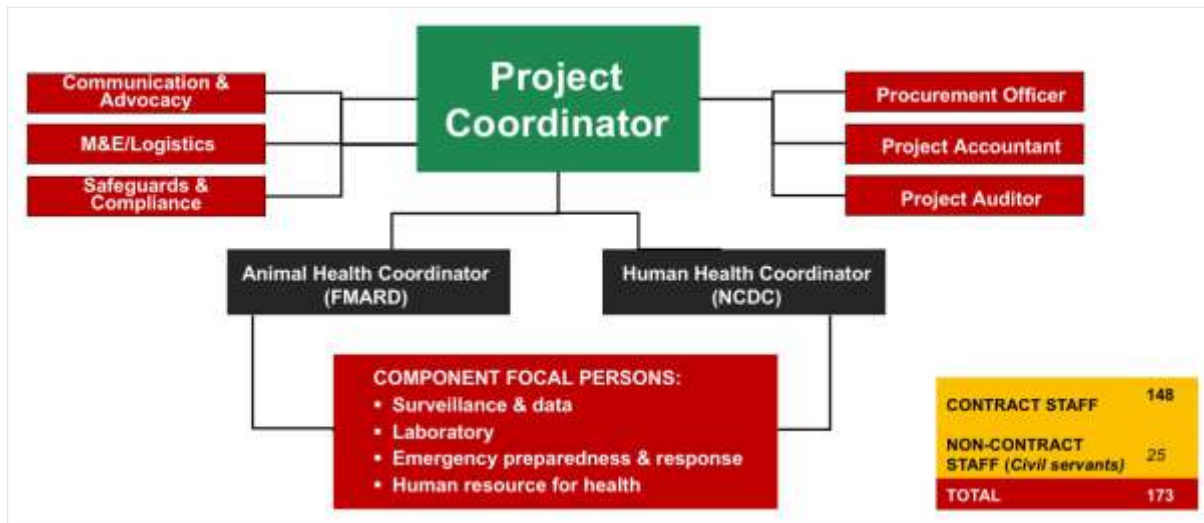 Project
Coordinator
Communication &
Advocacy
M&E/Logistics
Safeguards &
Compliance
Procurement Officer
Project Accountant
Project Auditor
Animal Health Coordinator
(FMARD)
Human Health Coordinator
(NCDC)
COMPONENT FOCAL PERSONS:
▪ Surveillance & data
▪ Laboratory
▪ Emergency preparedness & response
▪ Human resource for health
CONTRACT STAFF 148
NON-CONTRACT
STAFF (Civil servants) 25
TOTAL 173